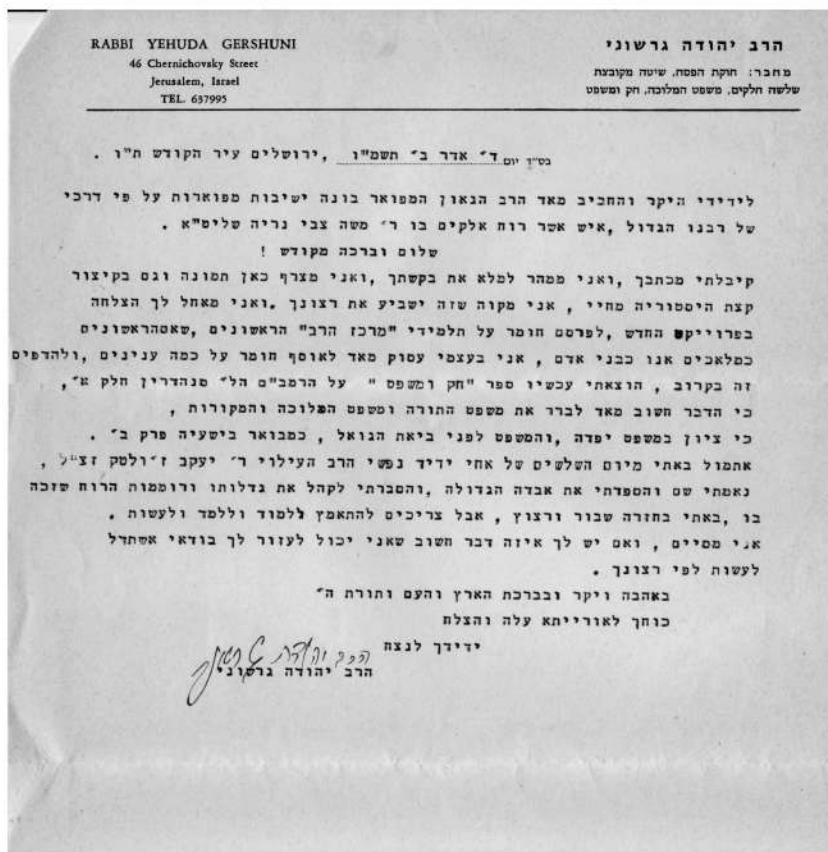 RABBI YEHUDA GERSHUNI
46 Chernichovsky Street
Jerusalem, Israel
TEL. 637995
הרב יהודה גרשוני
מחבר: חוקת הפסח, שיטה מקובצת
שלשה חלקים, משפט המלוכה, חק ומשפט
בס"ד יום ד׳ אדר ב׳ תשמ"ו ,ירושלים עיר הקודש ת"ו .
לידידי היקר והחביב מאד הרב הגאון המפואר בונה ישיבות מפוארות על פי דרכי
של רבנו הגדול ,איש אשר רוח אלקים בו ר׳ משה צבי נריה שליט"א .
שלום וברכה מקודש !
קיבלתי מכתבך ,ואני ממהר למלא את בקשתך ,ואני מצרף כאן תמונה וגם בקיצור
קצת היסטוריה מחיי , אני מקוה שזה ישביע את רצונך .ואני מאחל לך הצלחה
בפרוייקט החדש ,לפרסם חומר על תלמידי "מרכז הרב" הראשונים ,שאטהראשונים
כמלאכים אנו כבני אדם , אני בעצמי עסוק מאד לאוסף חומר על כמה ענינים ,ולהדפיס
זה בקרוב , הוצאתי עכשיו ספר "חק ומשפט " על הרמב"ם הל׳ סנהדרין חלק א׳,
כי הדבר חשוב מאד לברר את משפט התורה ומשפט המלוכה והמקורות ,
כי ציון במשפט יפדה ,והמשפט לפני ביאת הגואל , כמבואר בישעיה פרק ב׳ .
אתמול באתי מיום השלשים של אחי ידיד נפשי הרב העילוי ר׳ יעקב ז׳ולטק זצ"ל ,
נאמתי שם והספדתי את אבדה הגדולה ,והסברתי לקהל את גדלותו ורוממות הרוח שזכה
בו ,באתי בחזרה שבור ורצוץ , אבל צריכים להתאמץ ללמוד וללמד ולעשות .
אני מסיים , ואם יש לך איזה דבר חשוב שאני יכול לעזור לך בודאי אשתדל
לעשות לפי רצונך .
באהבה ויקר ובברכת הארץ והעם ותורת ה׳
כוחך לאורייתא עלה והצלח
ידידך לנצח
הרב יהודה גרשוני
הרב יהודה גרשוני